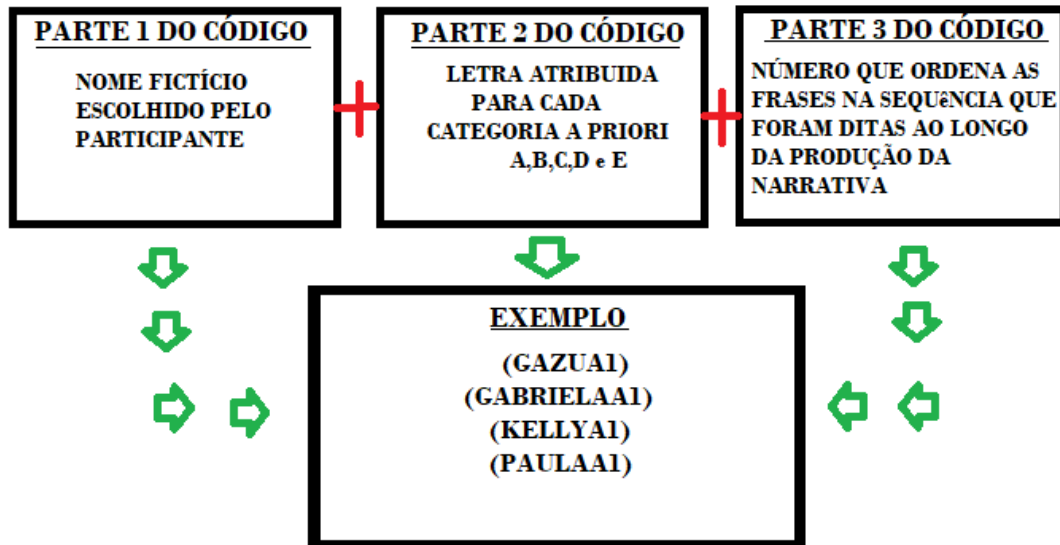 PARTE 1 DO CÓDIGO
NOME FICTÍCIO
ESCOLHIDO PELO
PARTICIPANTE
PARTE 2 DO CÓDIGO
LETRA ATRIBUIDA
PARA CADA
CATEGORIA A PRIORI
A,B,C,D e E
PARTE 3 DO CÓDIGO
NÚMERO QUE ORDENA AS
FRASES NA SEQUêNCIA QUE
FORAM DITAS AO LONGO
DA PRODUÇÃO DA
NARRATIVA
EXEMPLO
(GAZUA1)
(GABRIELAA1)
(KELLYA1)
(PAULAA1)